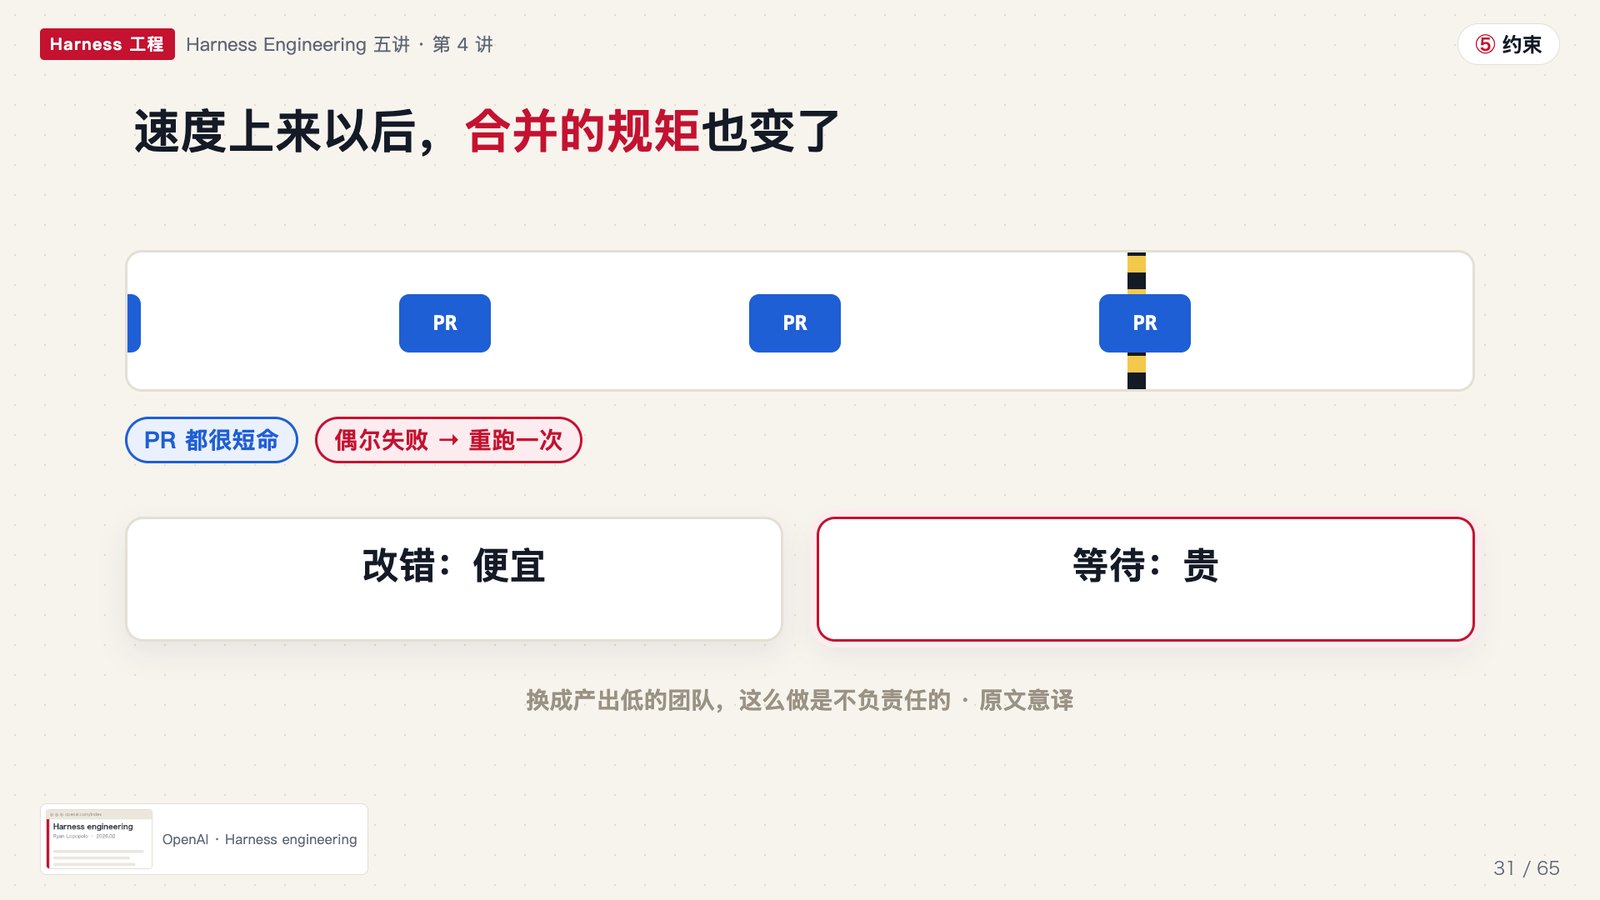 Harness 工程
Harness Engineering 五讲 · 第 4 讲
⑤ 约束
速度上来以后，合并的规矩也变了
PR
PR
PR
PR 都很短命
偶尔失败 → 重跑一次
改错：便宜
等待：贵
换成产出低的团队，这么做是不负责任的 · 原文意译
Harness engineering
OpenAI · Harness engineering
31 / 65